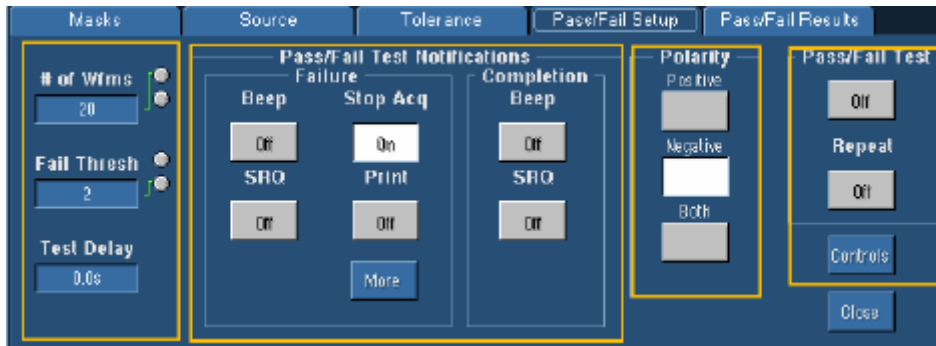 Masks Source Tolerance Pass/Fail Setup Pass/Fail Results
# of Wfms
20
Fail Thresh
2
Test Delay
0.0s
Pass/Fail Test Notifications
Failure
Beep Stop Acq
Off On
SRQ Print
Off Off
More
Completion
Beep
Off
SRQ
Off
Polarity
Positive
Negative
Both
Pass/Fail Test
Off
Repeat
Off
Controls
Close